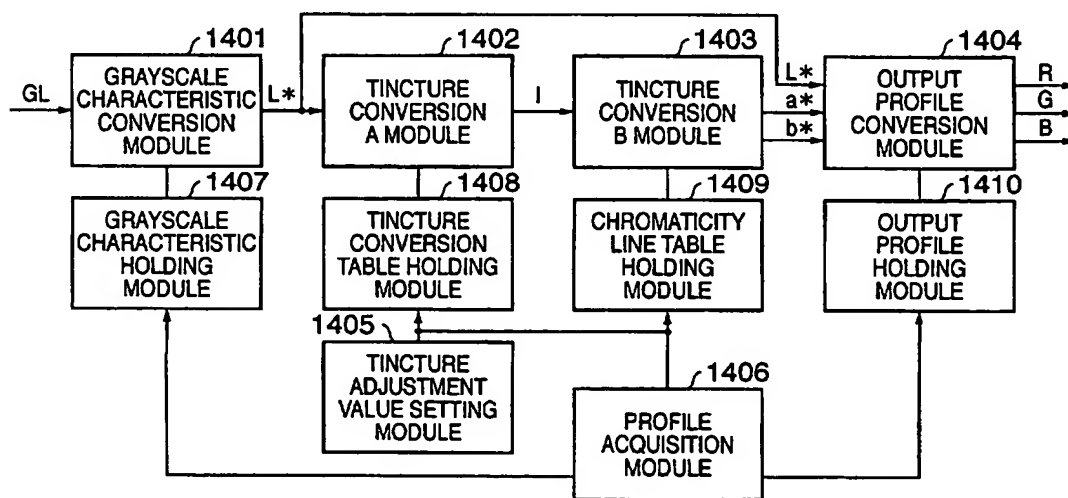 1401
1402
1403
1404
GL
GRAYSCALE
CHARACTERISTIC
CONVERSION
MODULE
L*
TINCTURE
CONVERSION
A MODULE
I
TINCTURE
CONVERSION
B MODULE
L*
a*
b*
OUTPUT
PROFILE
CONVERSION
MODULE
R
G
B
1407
1408
1409
1410
GRAYSCALE
CHARACTERISTIC
HOLDING
MODULE
TINCTURE
CONVERSION
TABLE HOLDING
MODULE
CHROMATICITY
LINE TABLE
HOLDING
MODULE
OUTPUT
PROFILE
HOLDING
MODULE
1405
TINCTURE
ADJUSTMENT
VALUE SETTING
MODULE
1406
PROFILE
ACQUISITION
MODULE